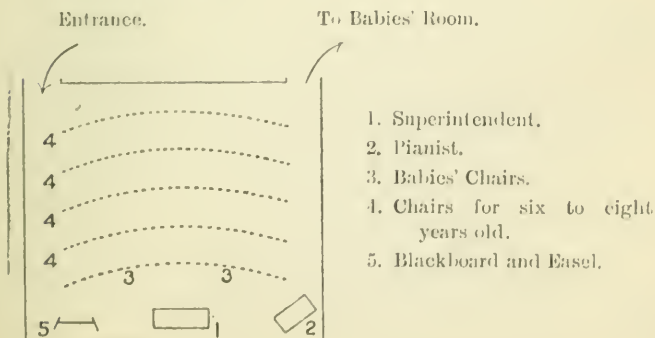 Entrance.
To Babies' Room.
4
4
4
4
3 3
5 1 2
1. Superintendent.
2. Pianist.
3. Babies' Chairs.
4. Chairs for six to eight
years old.
5. Blackboard and Easel.